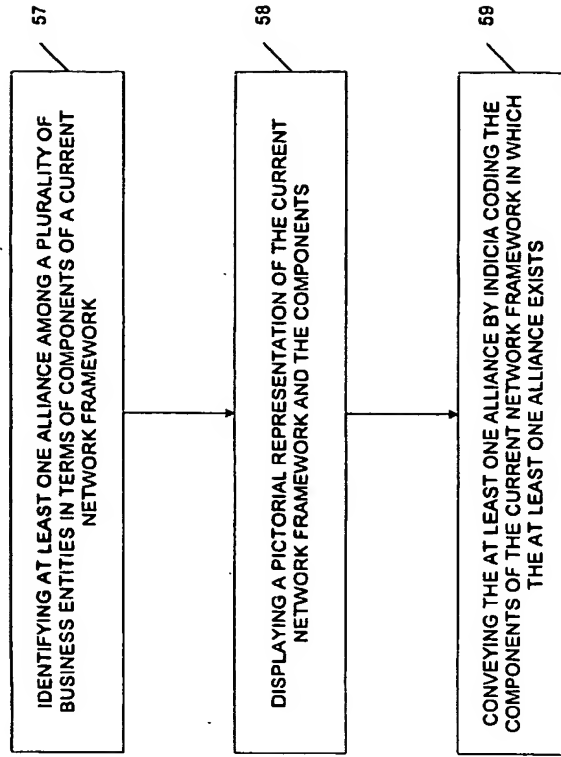 57
IDENTIFYING AT LEAST ONE ALLIANCE AMONG A PLURALITY OF
BUSINESS ENTITIES IN TERMS OF COMPONENTS OF A CURRENT
NETWORK FRAMEWORK
58
DISPLAYING A PICTORIAL REPRESENTATION OF THE CURRENT
NETWORK FRAMEWORK AND THE COMPONENTS
59
CONVEYING THE AT LEAST ONE ALLIANCE BY INDICIA CODING THE
COMPONENTS OF THE CURRENT NETWORK FRAMEWORK IN WHICH
THE AT LEAST ONE ALLIANCE EXISTS